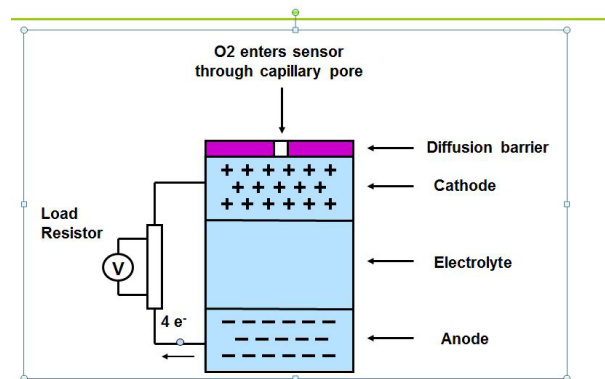 O2 enters sensor
through capillary pore
Diffusion barrier
Cathode
Load
Resistor
V
Electrolyte
4 e-
Anode